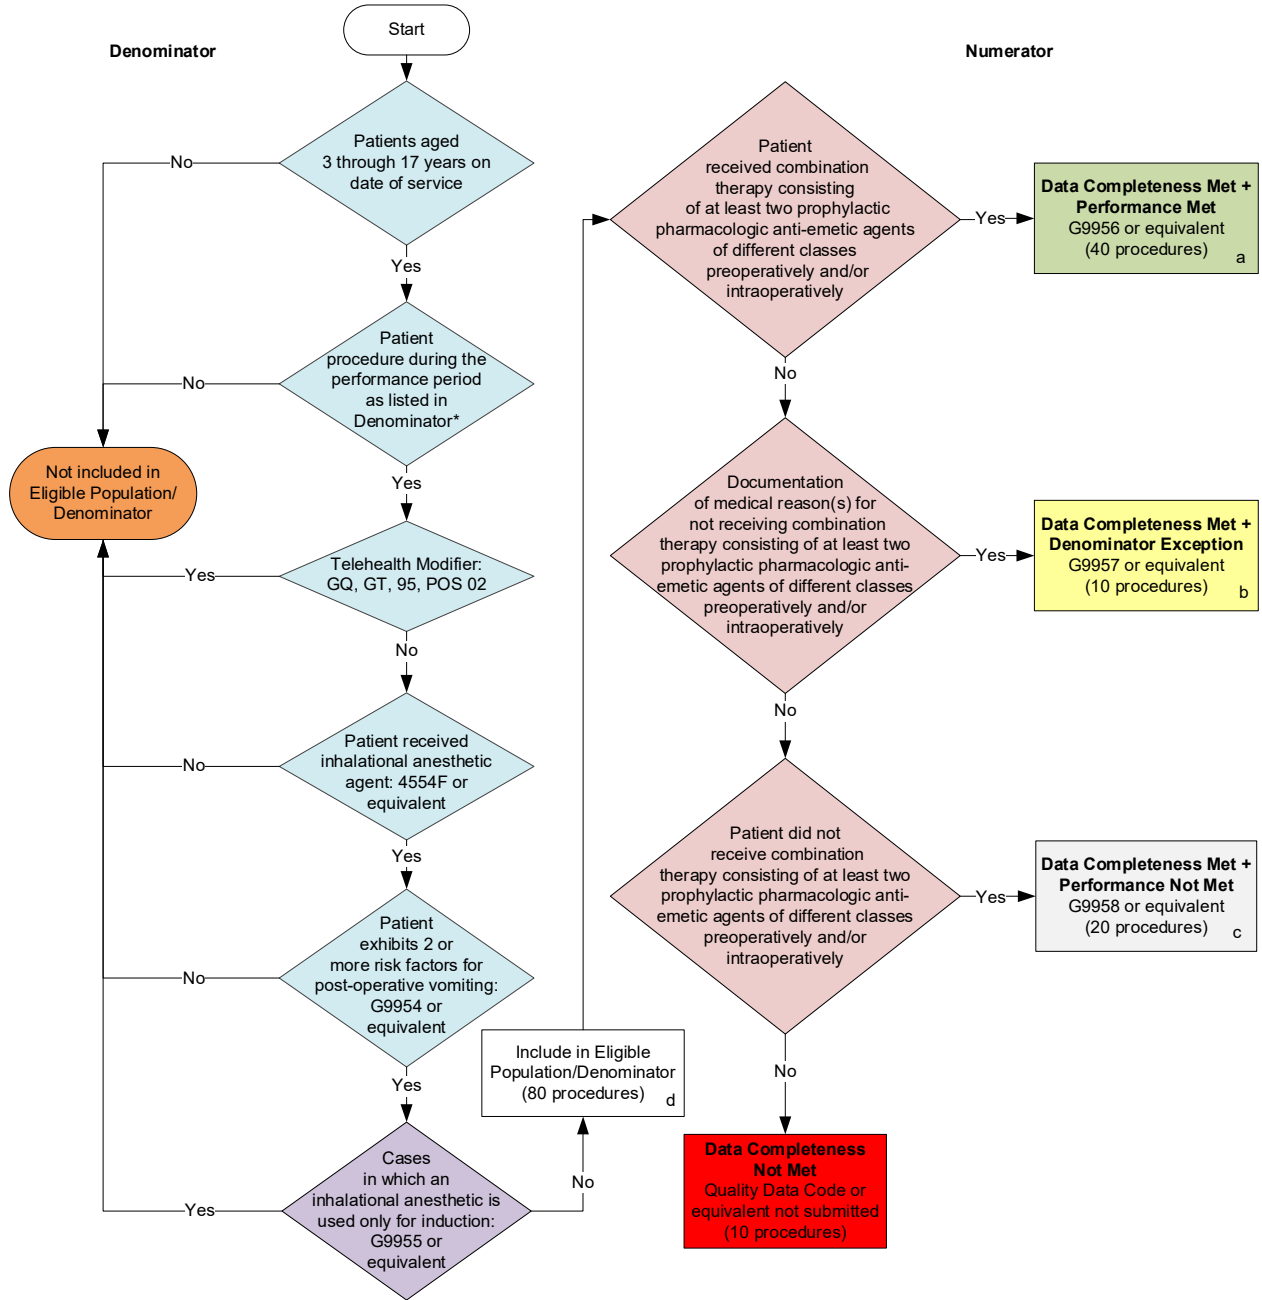 Start
Denominator
Numerator
Patients aged
3 through 17 years on
date of service
No
Yes
Patient
procedure during the
performance period
as listed in
Denominator*
No
Yes
Not included in
Eligible Population/
Denominator
Telehealth Modifier:
GQ, GT, 95, POS 02
Yes
No
Patient received
inhalational anesthetic
agent: 4554F or
equivalent
No
Yes
Patient
exhibits 2 or
more risk factors for
post-operative vomiting:
G9954 or
equivalent
No
Yes
Cases
in which an
inhalational anesthetic is
used only for induction:
G9955 or
equivalent
Yes
No
Include in Eligible
Population/Denominator
(80 procedures)
d
Patient
received combination
therapy consisting
of at least two prophylactic
pharmacologic anti-emetic agents
of different classes
preoperatively and/or
intraoperatively
Yes
Data Completeness Met +
Performance Met
G9956 or equivalent
(40 procedures)
a
No
Documentation
of medical reason(s) for
not receiving combination
therapy consisting of at least two
prophylactic pharmacologic anti-
emetic agents of different classes
preoperatively and/or
intraoperatively
Yes
Data Completeness Met +
Denominator Exception
G9957 or equivalent
(10 procedures)
b
No
Patient did not
receive combination
therapy consisting of at least two
prophylactic pharmacologic anti-
emetic agents of different classes
preoperatively and/or
intraoperatively
Yes
Data Completeness Met +
Performance Not Met
G9958 or equivalent
(20 procedures)
c
No
Data Completeness
Not Met
Quality Data Code or
equivalent not submitted
(10 procedures)